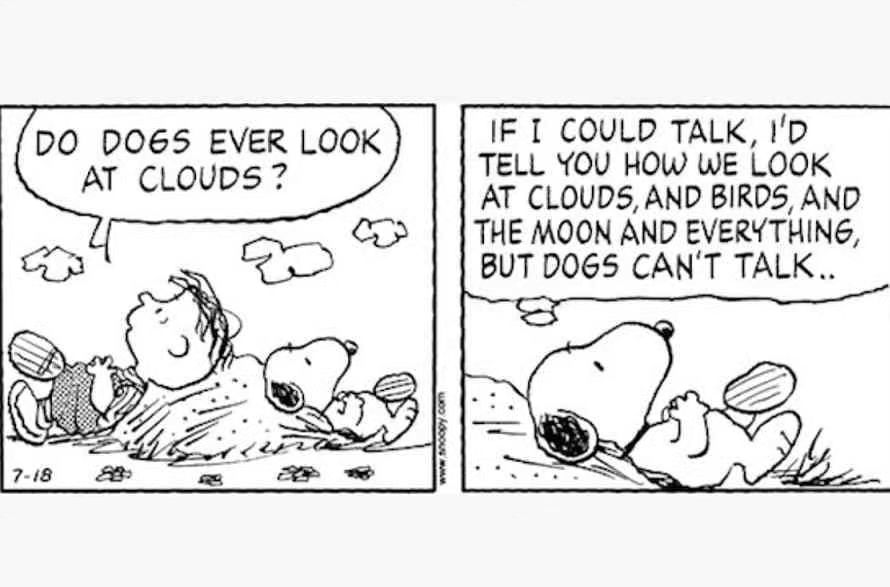 DO DOGS EVER LOOK
AT CLOUDS?
7-18
www.snoopy.com
IF I COULD TALK, I'D
TELL YOU HOW WE LOOK
AT CLOUDS, AND BIRDS, AND
THE MOON AND EVERYTHING,
BUT DOGS CAN'T TALK..